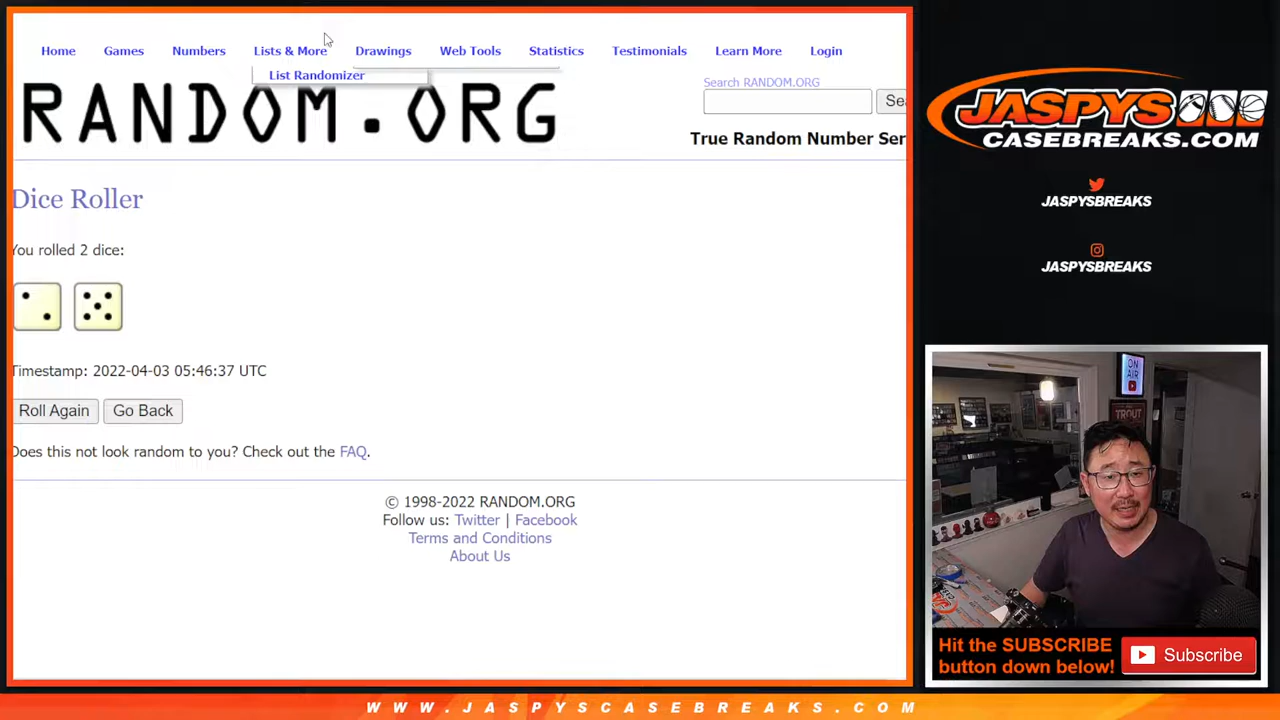 Home Games Numbers Lists & More Drawings Web Tools Statistics Testimonials Learn More Login
List Randomizer
Search RANDOM.ORG
RANDOM.ORG
Sea
True Random Number Ser
Dice Roller
You rolled 2 dice:
Timestamp: 2022-04-03 05:46:37 UTC
Roll Again Go Back
Does this not look random to you? Check out the FAQ.
© 1998-2022 RANDOM.ORG
Follow us: Twitter | Facebook
Terms and Conditions
About Us
JASPYS
CASEBREAKS.COM
JASPYSBREAKS
JASPYSBREAKS
ON
AIR
TROUT
Hit the SUBSCRIBE
button down below!
Subscribe
WWW.JASPYSCASEBREAKS.COM